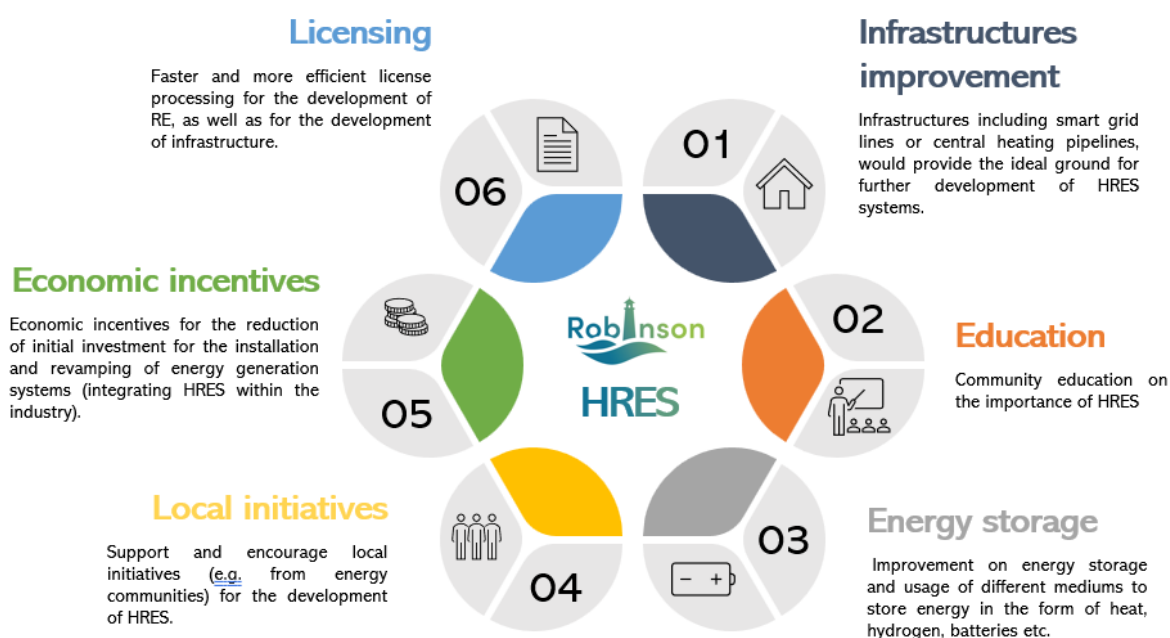 Licensing
Faster and more efficient license
processing for the development of
RE, as well as for the development
of infrastructure.
Infrastructures
improvement
Infrastructures including smart grid
lines or central heating pipelines,
would provide the ideal ground for
further development of HRES
systems.
06
01
Economic incentives
Economic incentives for the reduction
of initial investment for the installation
and revamping of energy generation
systems (integrating HRES within the
industry).
05
Robinson
HRES
02
Education
Community education on
the importance of HRES
Local initiatives
Support and encourage local
initiatives (e.g. from energy
communities) for the development
of HRES.
04
03
Energy storage
Improvement on energy storage
and usage of different mediums to
store energy in the form of heat,
hydrogen, batteries etc.